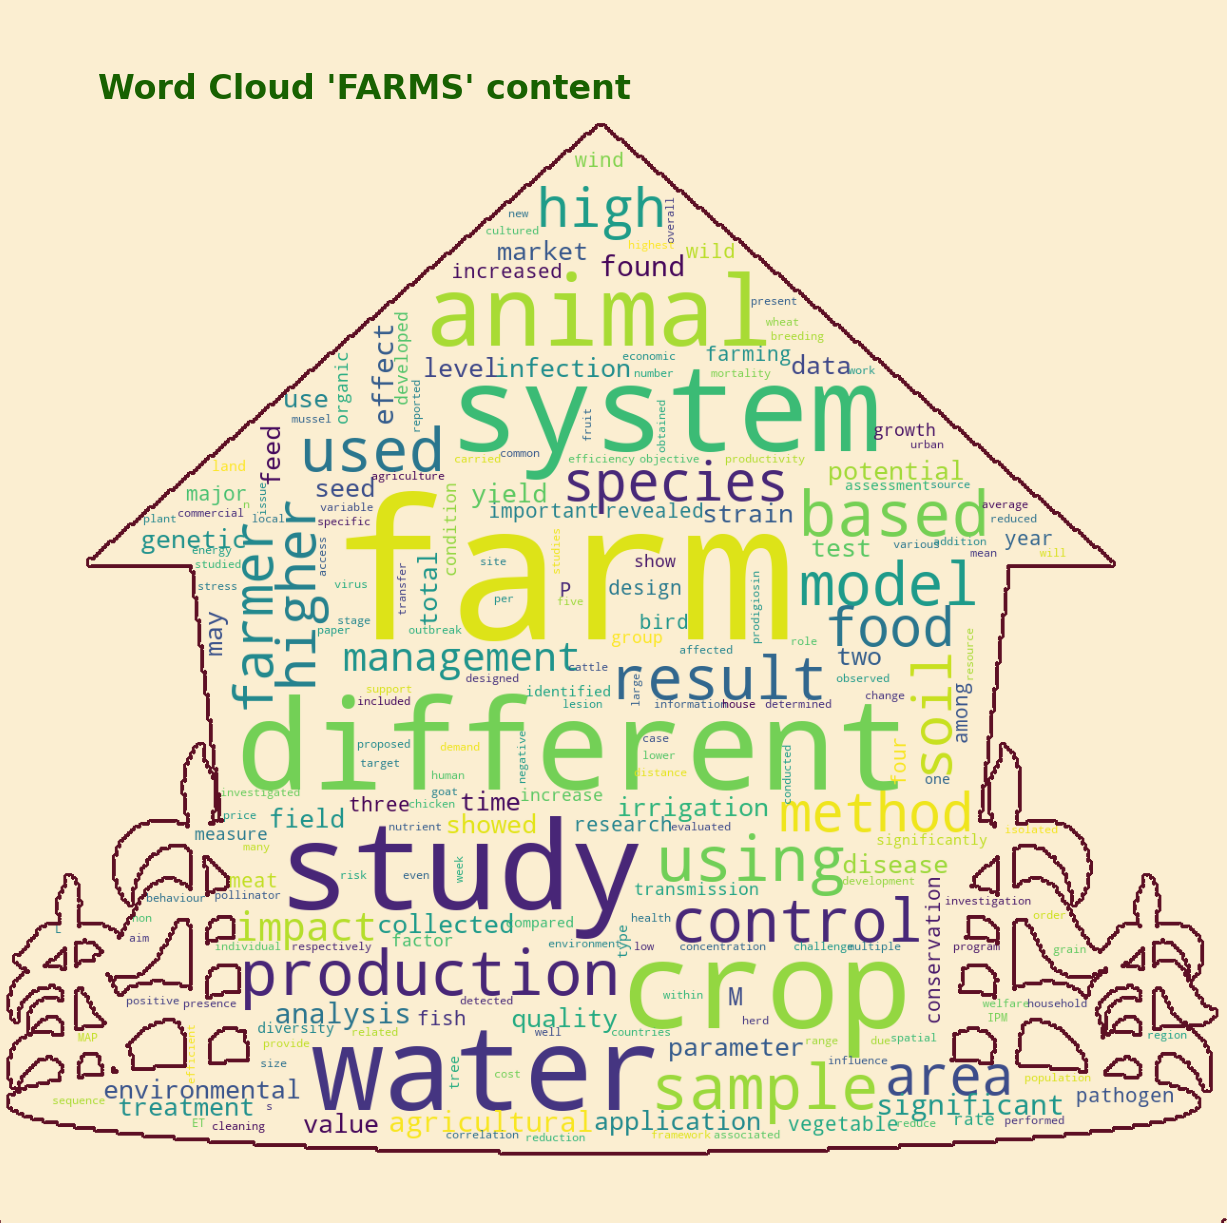 Word Cloud 'FARMS' content
wind
high
new
overall
cultured
highest
market
wild
increased
found
animal
present
wheat
breeding
effect
developed
economic
farming
level
infection
number
mortality
data
work
organic
use
reported
mussel
fruit
obtained
system
growth
urban
used
feed
common
carried
efficiency
objective
productivity
land
agriculture
species
potential
major
issue
seed
yield
assessment
source
n
variable
important
revealed
strain
based
average
commercial
local
specific
plant
reduced
addition
genetic
condition
farm
test
various
year
energy
access
studies
mean
will
studied
higher
farmer
total
site
show
stress
virus
transfer
P
design
model
per
five
prodigiosin
may
stage
bird
food
paper
outbreak
group
role
resource
management
affected
two
cattle
result
designed
observed
support
identified
large
soil
included
lesion
information
house
determined
change
among
different
proposed
demand
negative
case
target
lower
four
human
distance
conducted
one
investigated
goat
three
chicken
time
increase
irrigation
method
price
field
measure
nutrient
showed
research
evaluated
isolated
many
study
significantly
using
disease
meat
risk
even
week
transmission
development
behaviour
pollinator
conservation
investigation
non
impact
collected
compared
health
control
order
L
aim
factor
type
individual
respectively
environment
low
concentration
challenge
multiple
program
grain
production
crop
positive
presence
detected
within
M
welfare
household
analysis
fish
quality
herd
IPM
MAP
diversity
related
well
countries
range
due
spatial
region
efficient
provide
parameter
size
tree
water
cost
influence
environmental
sample
area
population
sequence
treatment
s
significant
pathogen
ET
cleaning
value
agricultural
application
vegetable
reduce
rate
performed
correlation
reduction
framework
associated